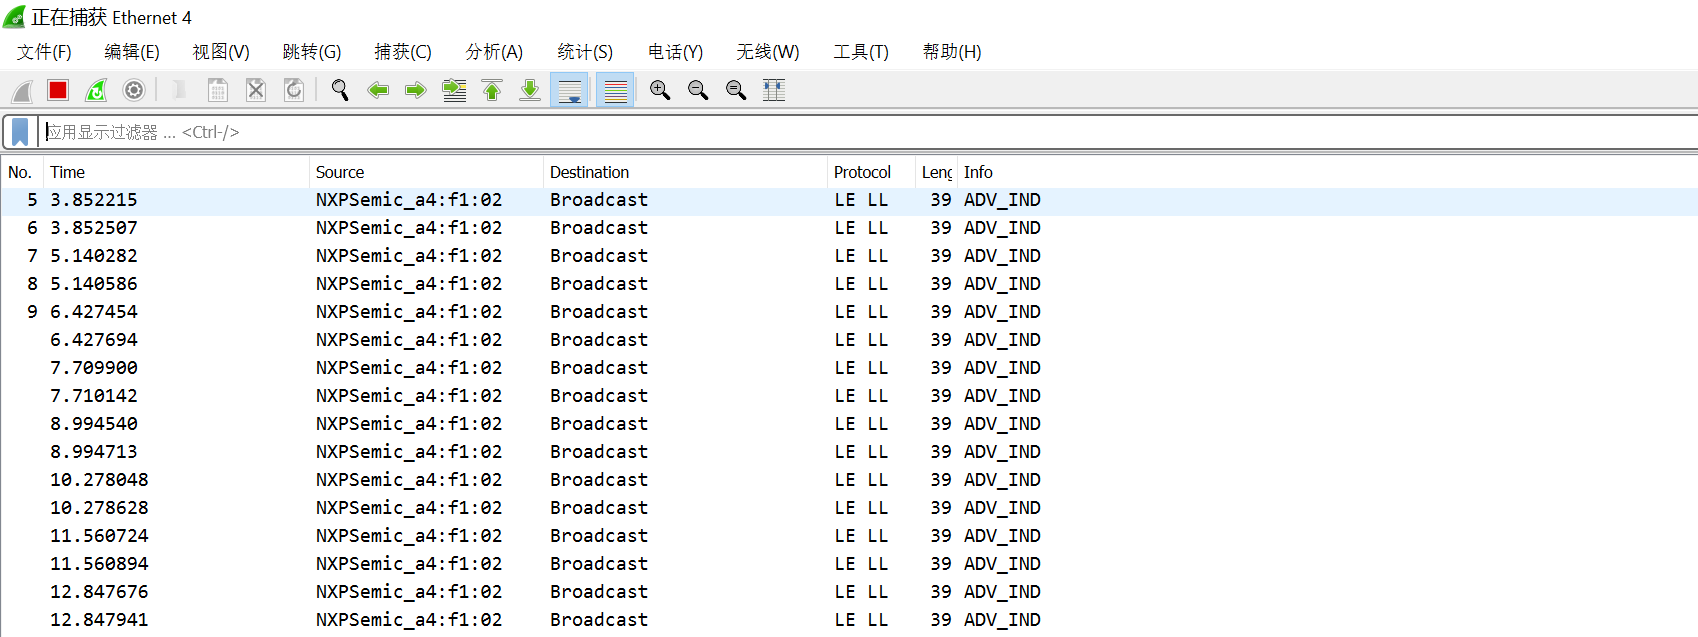 正在捕获 Ethernet 4
文件(F) 编辑(E) 视图(V) 跳转(G) 捕获(C) 分析(A) 统计(S) 电话(Y) 无线(W) 工具(T) 帮助(H)
应用显示过滤器 … <Ctrl-/>
No. Time Source Destination Protocol Leng Info
5 3.852215 NXPSemic_a4:f1:02 Broadcast LE LL 39 ADV_IND
6 3.852507 NXPSemic_a4:f1:02 Broadcast LE LL 39 ADV_IND
7 5.140282 NXPSemic_a4:f1:02 Broadcast LE LL 39 ADV_IND
8 5.140586 NXPSemic_a4:f1:02 Broadcast LE LL 39 ADV_IND
9 6.427454 NXPSemic_a4:f1:02 Broadcast LE LL 39 ADV_IND
6.427694 NXPSemic_a4:f1:02 Broadcast LE LL 39 ADV_IND
7.709900 NXPSemic_a4:f1:02 Broadcast LE LL 39 ADV_IND
7.710142 NXPSemic_a4:f1:02 Broadcast LE LL 39 ADV_IND
8.994540 NXPSemic_a4:f1:02 Broadcast LE LL 39 ADV_IND
8.994713 NXPSemic_a4:f1:02 Broadcast LE LL 39 ADV_IND
10.278048 NXPSemic_a4:f1:02 Broadcast LE LL 39 ADV_IND
10.278628 NXPSemic_a4:f1:02 Broadcast LE LL 39 ADV_IND
11.560724 NXPSemic_a4:f1:02 Broadcast LE LL 39 ADV_IND
11.560894 NXPSemic_a4:f1:02 Broadcast LE LL 39 ADV_IND
12.847676 NXPSemic_a4:f1:02 Broadcast LE LL 39 ADV_IND
12.847941 NXPSemic_a4:f1:02 Broadcast LE LL 39 ADV_IND